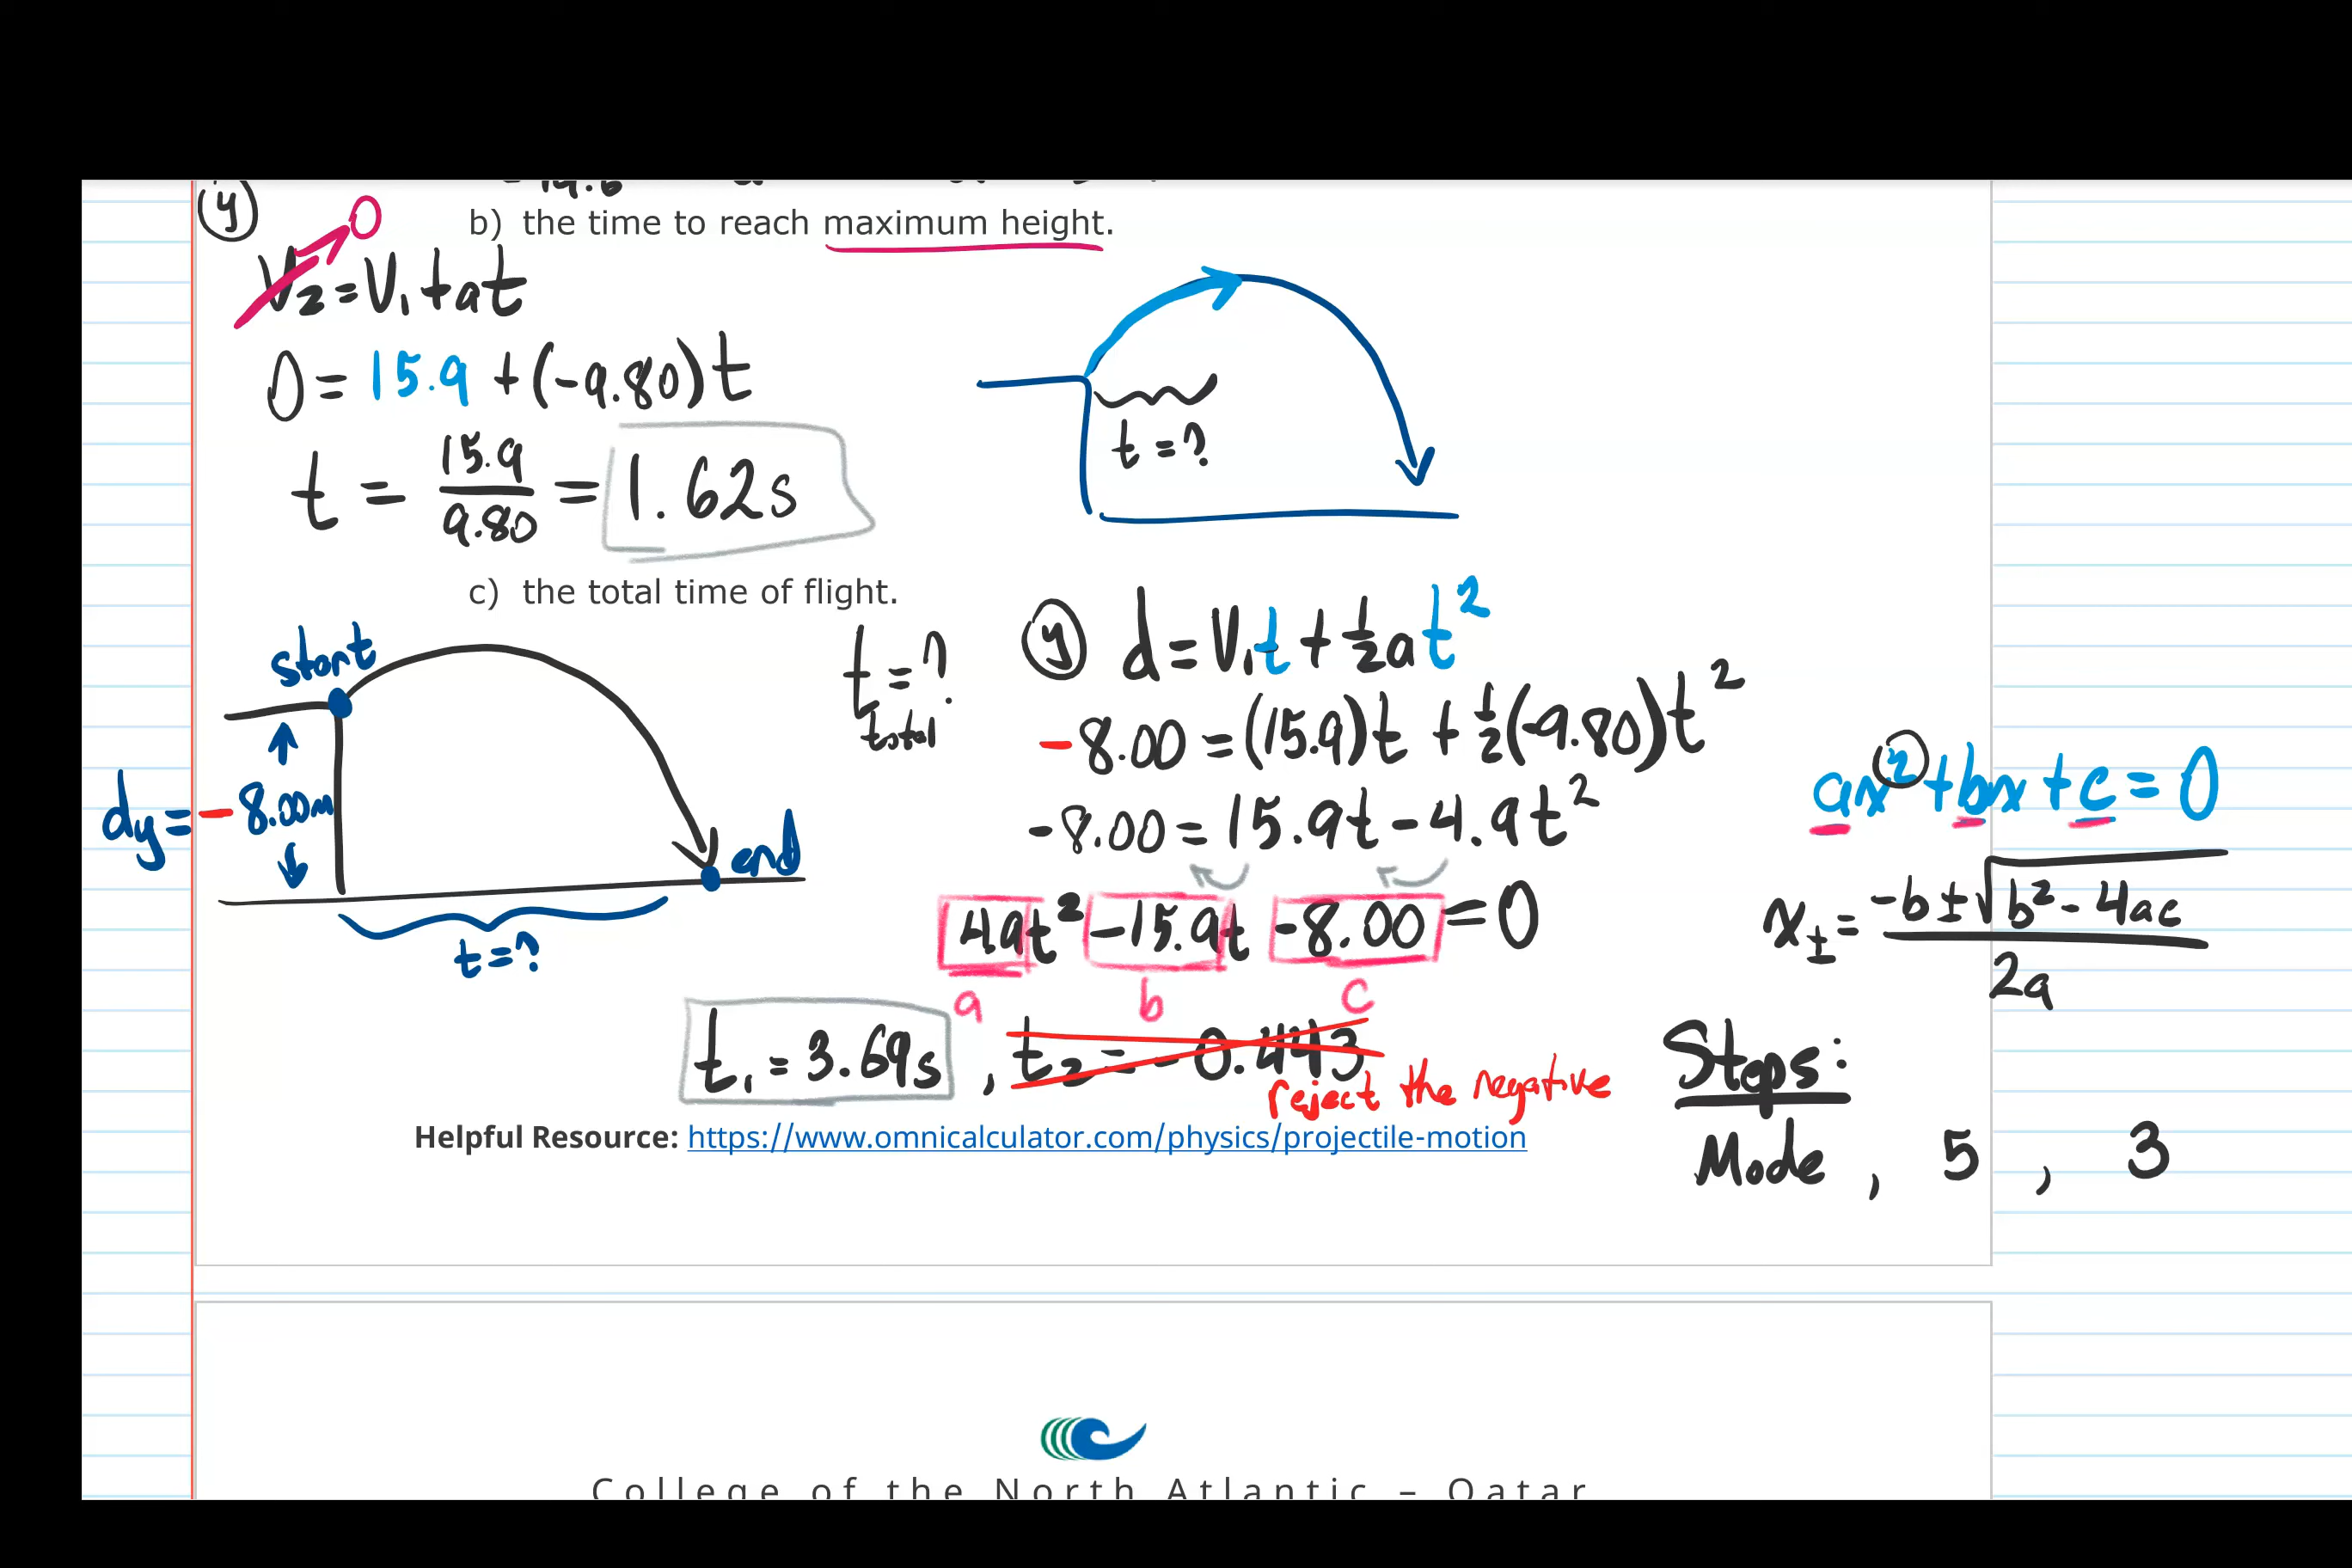 (y)
b) the time to reach maximum height.
V₂ = V₁ + at
0
0 = 15.9 + (-9.80)t
t = 15.9/9.80 = 1.62s
t = ?
c) the total time of flight.
start
dy = -8.00m
end
t = ?
t total = ?
(y) d = V₁t + ½at²
-8.00 = (15.9)t + ½(-9.80)t²
-8.00 = 15.9t - 4.9t²
4.9t² - 15.9t - 8.00 = 0
a b c
t₁ = 3.69s , t₂ = -0.443
reject the negative
ax² + bx + c = 0
x± = (-b ± √(b² - 4ac))/2a
Steps:
Mode , 5 , 3
Helpful Resource: https://www.omnicalculator.com/physics/projectile-motion
College of the North Atlantic – Qatar